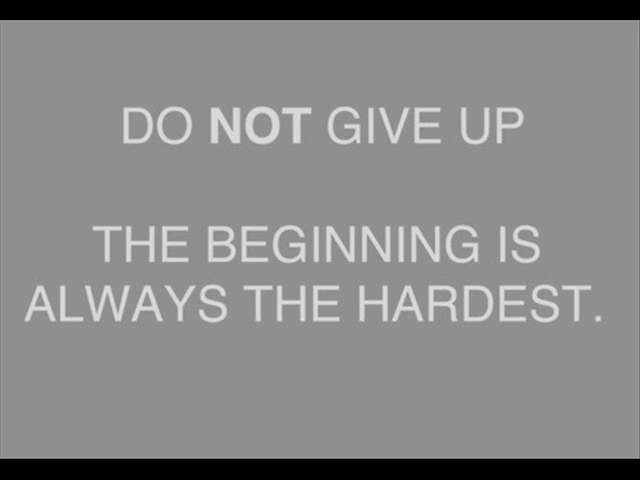 DO NOT GIVE UP
THE BEGINNING IS
ALWAYS THE HARDEST.